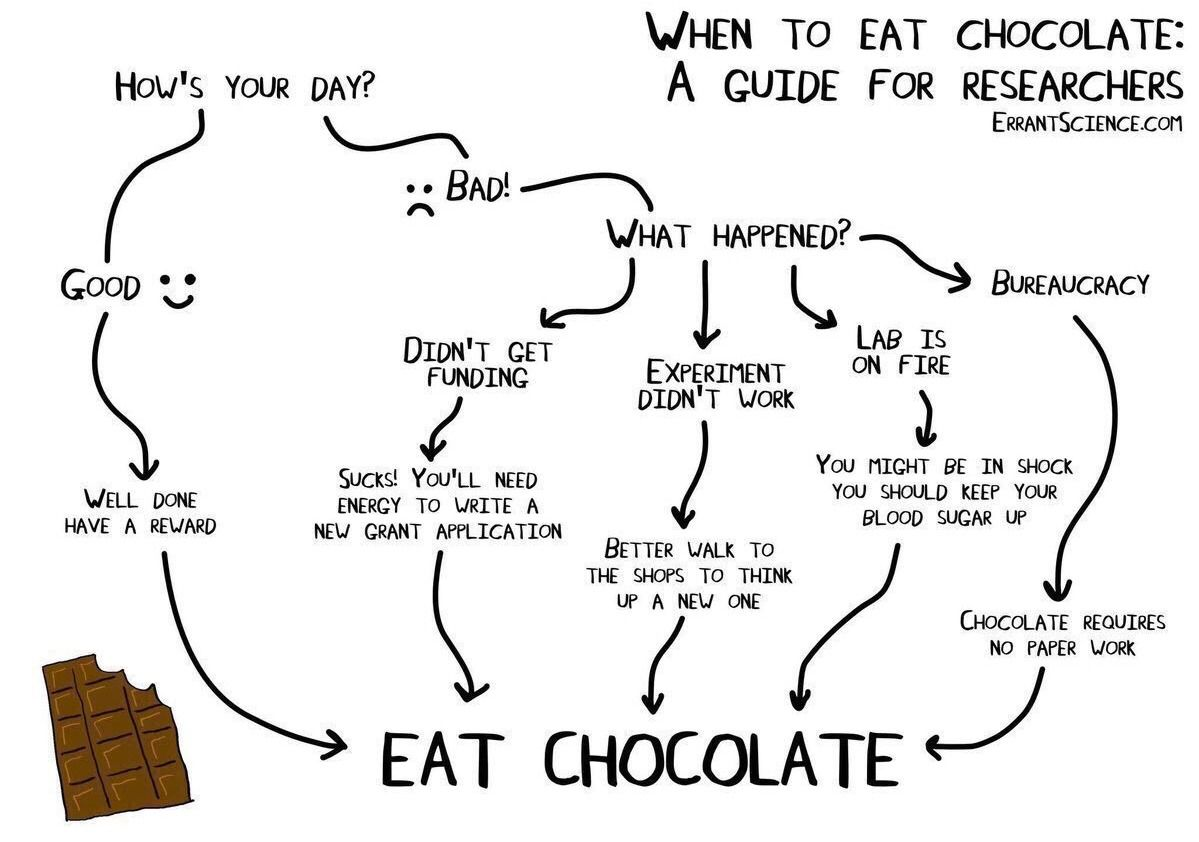 WHEN TO EAT CHOCOLATE:
A GUIDE FOR RESEARCHERS
ERRANTSCIENCE.COM
HOW'S YOUR DAY?
BAD!
WHAT HAPPENED?
GOOD
BUREAUCRACY
DIDN'T GET
FUNDING
EXPERIMENT
DIDN'T WORK
LAB IS
ON FIRE
WELL DONE
HAVE A REWARD
SUCKS! YOU'LL NEED
ENERGY TO WRITE A
NEW GRANT APPLICATION
BETTER WALK TO
THE SHOPS TO THINK
UP A NEW ONE
YOU MIGHT BE IN SHOCK
YOU SHOULD KEEP YOUR
BLOOD SUGAR UP
CHOCOLATE REQUIRES
NO PAPER WORK
EAT CHOCOLATE